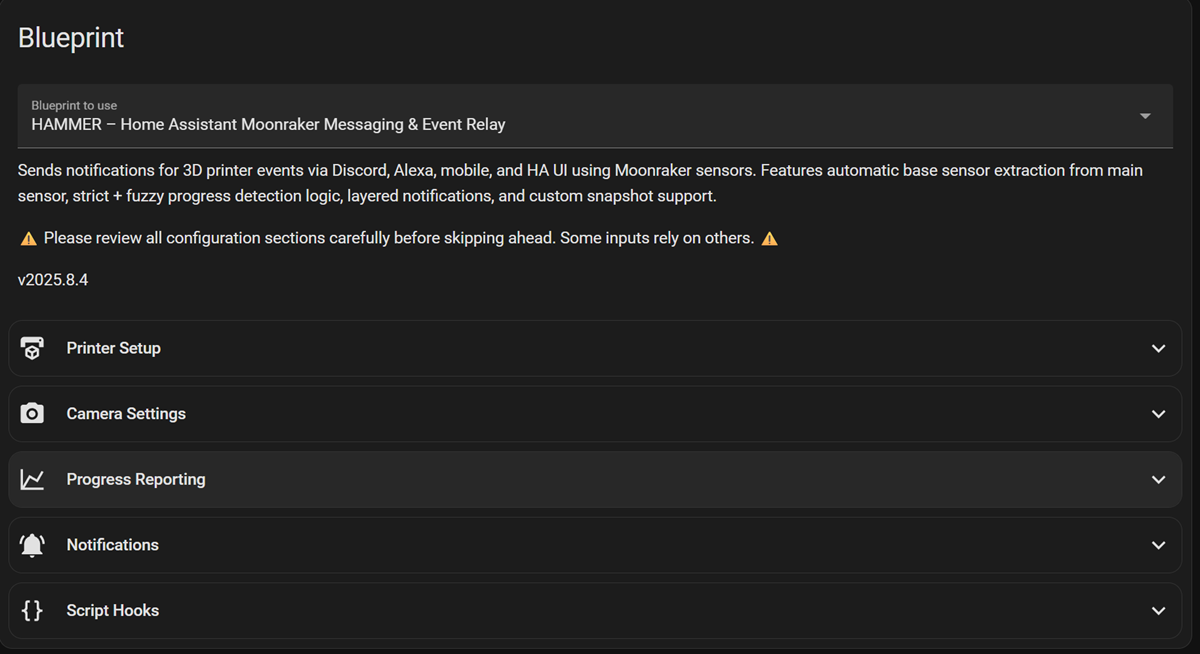 Blueprint
Blueprint to use
HAMMER – Home Assistant Moonraker Messaging & Event Relay
Sends notifications for 3D printer events via Discord, Alexa, mobile, and HA UI using Moonraker sensors. Features automatic base sensor extraction from main
sensor, strict + fuzzy progress detection logic, layered notifications, and custom snapshot support.
⚠️ Please review all configuration sections carefully before skipping ahead. Some inputs rely on others. ⚠️
v2025.8.4
Printer Setup
Camera Settings
Progress Reporting
Notifications
{} Script Hooks